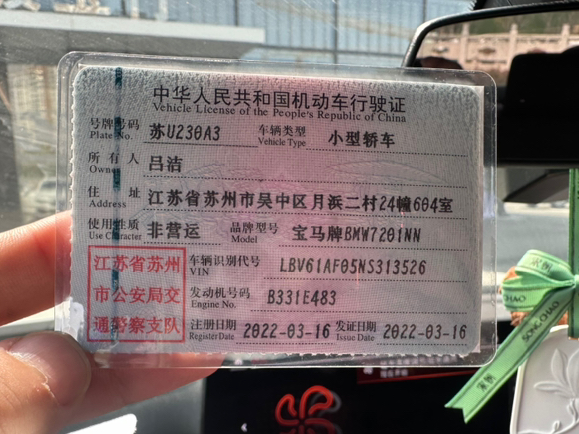 中华人民共和国机动车行驶证
Vehicle License of the People's Republic of China
号牌号码 苏U230A3 车辆类型 小型轿车
Plate No. Vehicle Type
所有人 吕洁
Owner
住址 江苏省苏州市吴中区月浜二村24幢604室
Address
使用性质 非营运 品牌型号 宝马牌BMW7201NN
Use Character Model
江苏省苏州
市公安局交
通警察支队
车辆识别代号 LBV61AF05NS313526
VIN
发动机号码 B331E483
Engine No.
注册日期 2022-03-16 发证日期 2022-03-16
Register Date Issue Date
SONG CHAO